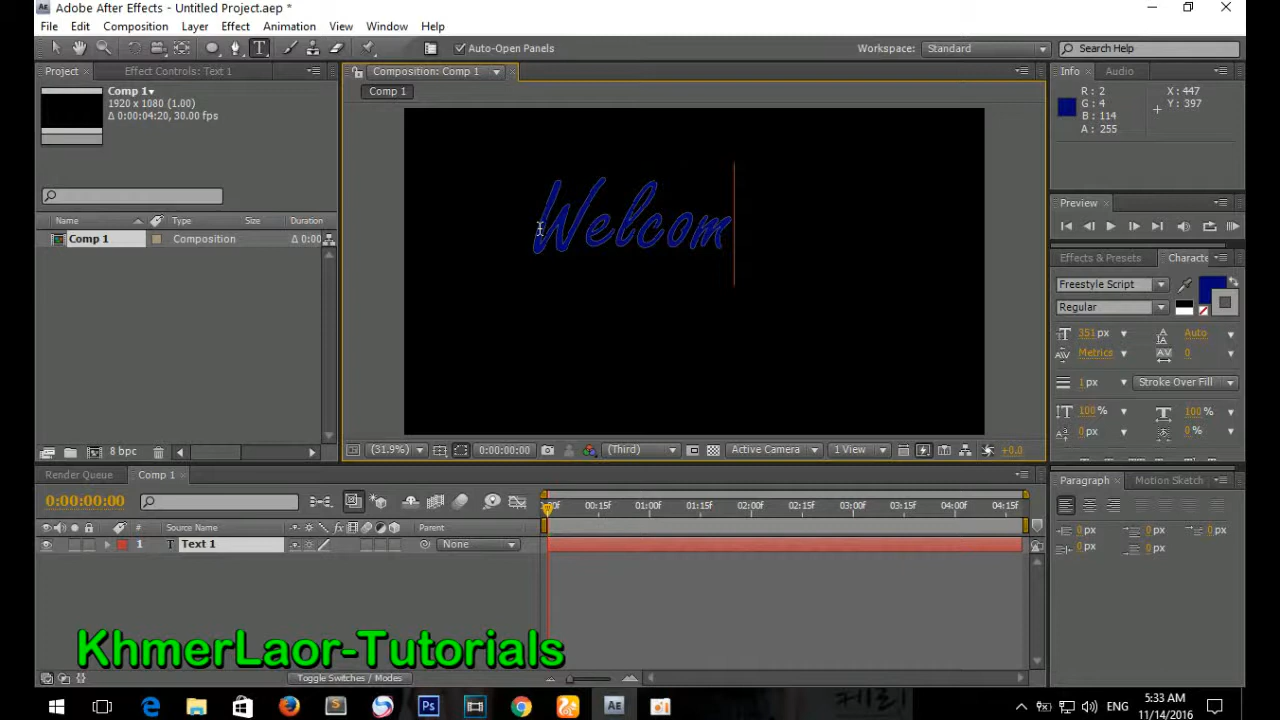 Adobe After Effects - Untitled Project.aep *
File Edit Composition Layer Effect Animation View Window Help
Auto-Open Panels Workspace: Standard Search Help
Project Effect Controls: Text 1 Composition: Comp 1 Info Audio
Comp 1
1920 x 1080 (1.00)
Δ 0:00:04:20, 30.00 fps
Comp 1
R: 2
G: 4
B: 114
A: 255
X: 447
Y: 397
Welcom
Preview
Name Type Size Duration
Comp 1 Composition Δ 0:00
Effects & Presets Characte
Freestyle Script
Regular
351 px Auto
Metrics 0
1 px Stroke Over Fill
100 % 100 %
0 px 0 %
8 bpc (31.9%) 0:00:00:00 (Third) Active Camera 1 View +0.0
Render Queue Comp 1 Paragraph Motion Sketch
0:00:00:00 00:15F 01:00F 01:15F 02:00F 02:15F 03:00F 03:15F 04:00F 04:15F
# Source Name Parent
1 T Text 1 None
0 px 0 px 0 px
0 px 0 px
KhmerLaor-Tutorials
Toggle Switches / Modes
ENG
5:33 AM
11/14/2016